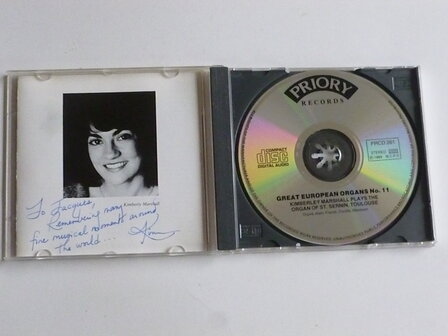 Kimberly Marshall
To Jacques,
Remembering many
fine musical moments around
the world...
Kim
PRIORY
RECORDS
COMPACT
disc
DIGITAL AUDIO
PRCD 261
STEREO
GREAT EUROPEAN ORGANS No. 11
KIMBERLEY MARSHALL PLAYS THE
ORGAN OF ST. SERNIN, TOULOUSE